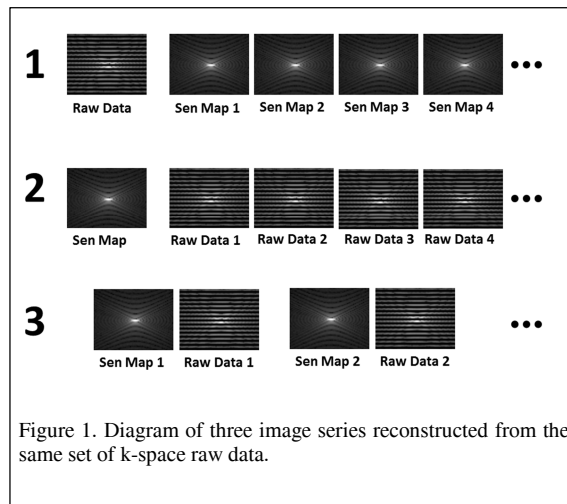 1
Raw Data Sen Map 1 Sen Map 2 Sen Map 3 Sen Map 4 •••
2
Sen Map Raw Data 1 Raw Data 2 Raw Data 3 Raw Data 4 •••
3
Sen Map 1 Raw Data 1 Sen Map 2 Raw Data 2 •••
Figure 1. Diagram of three image series reconstructed from the
same set of k-space raw data.